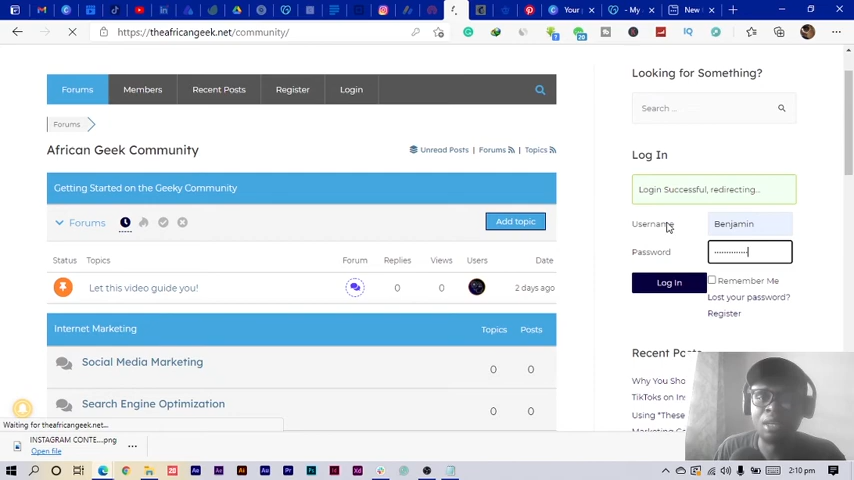 Your
- My
New
https://theafricangeek.net/community/
Forums
Members
Recent Posts
Register
Login
Forums
African Geek Community
Unread Posts
Forums
Topics
Getting Started on the Geeky Community
Forums
Add topic
Status
Topics
Forum
Replies
Views
Users
Date
Let this video guide you!
0
0
2 days ago
Internet Marketing
Topics
Posts
Social Media Marketing
0
0
Search Engine Optimization
0
0
Looking for Something?
Search ...
Log In
Login Successful, redirecting...
Username
Benjamin
Password
Log In
Remember Me
Lost your password?
Register
Recent Posts
Why You Sho
TikToks on Ins
Using "These
Waiting for theafricangeek.net...
INSTAGRAM CONTE....png
Open file
2:10 pm